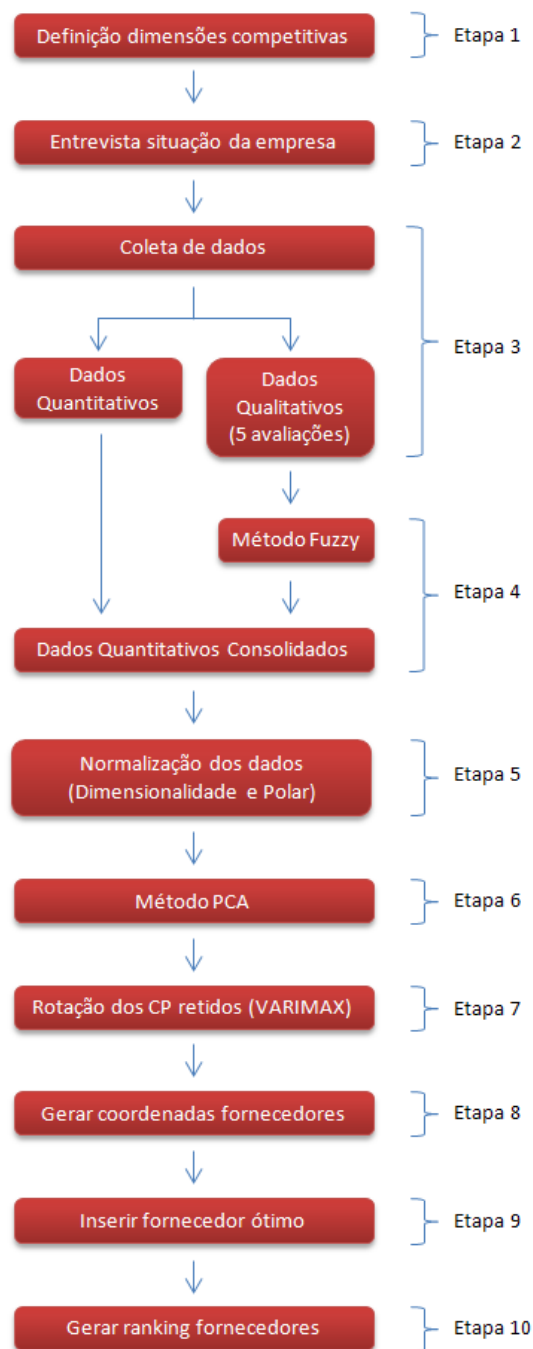 Definição dimensões competitivas
Etapa 1
Entrevista situação da empresa
Etapa 2
Coleta de dados
Etapa 3
Dados
Quantitativos
Dados
Qualitativos
(5 avaliações)
Método Fuzzy
Etapa 4
Dados Quantitativos Consolidados
Normalização dos dados
(Dimensionalidade e Polar)
Etapa 5
Método PCA
Etapa 6
Rotação dos CP retidos (VARIMAX)
Etapa 7
Gerar coordenadas fornecedores
Etapa 8
Inserir fornecedor ótimo
Etapa 9
Gerar ranking fornecedores
Etapa 10